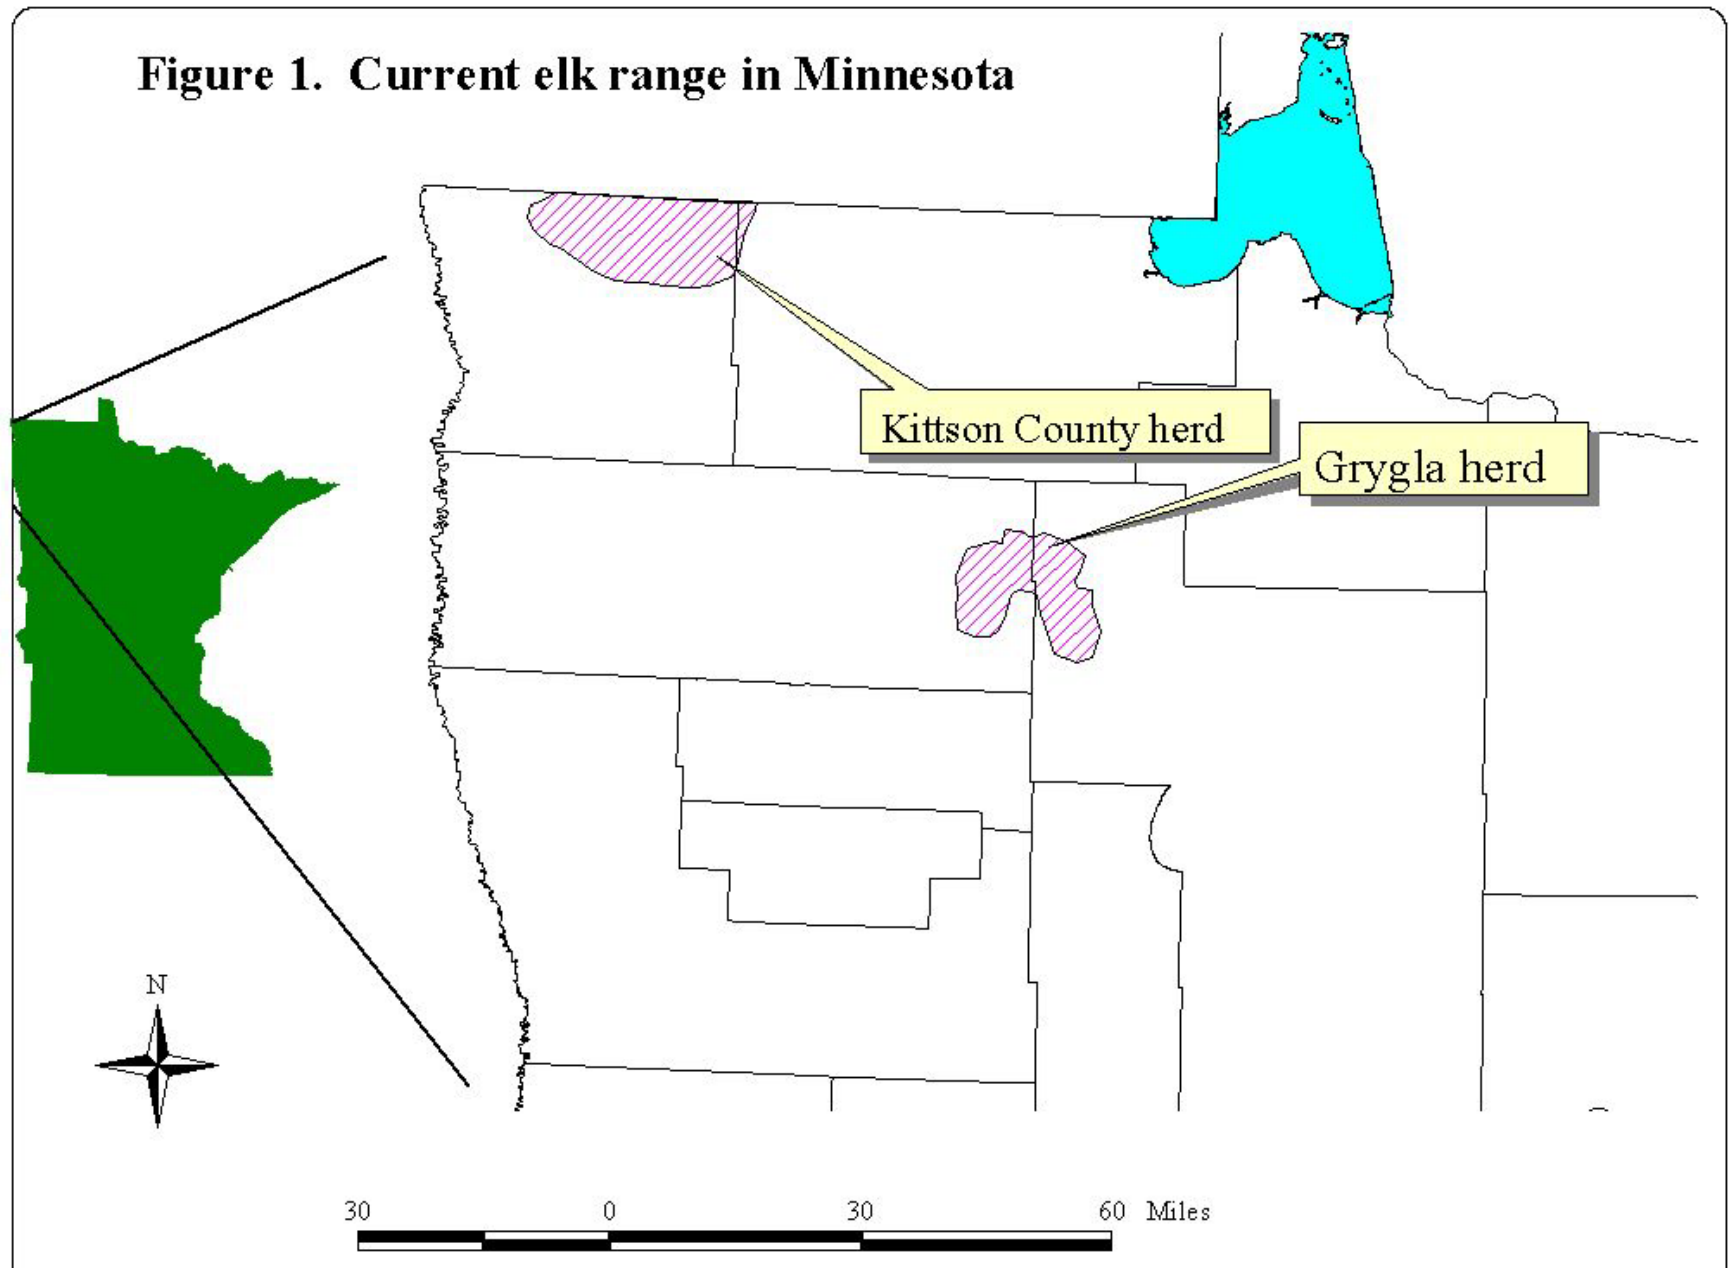 Figure 1.  Current elk range in Minnesota
Kittson County herd
Grygla herd
N
30 0 30 60 Miles